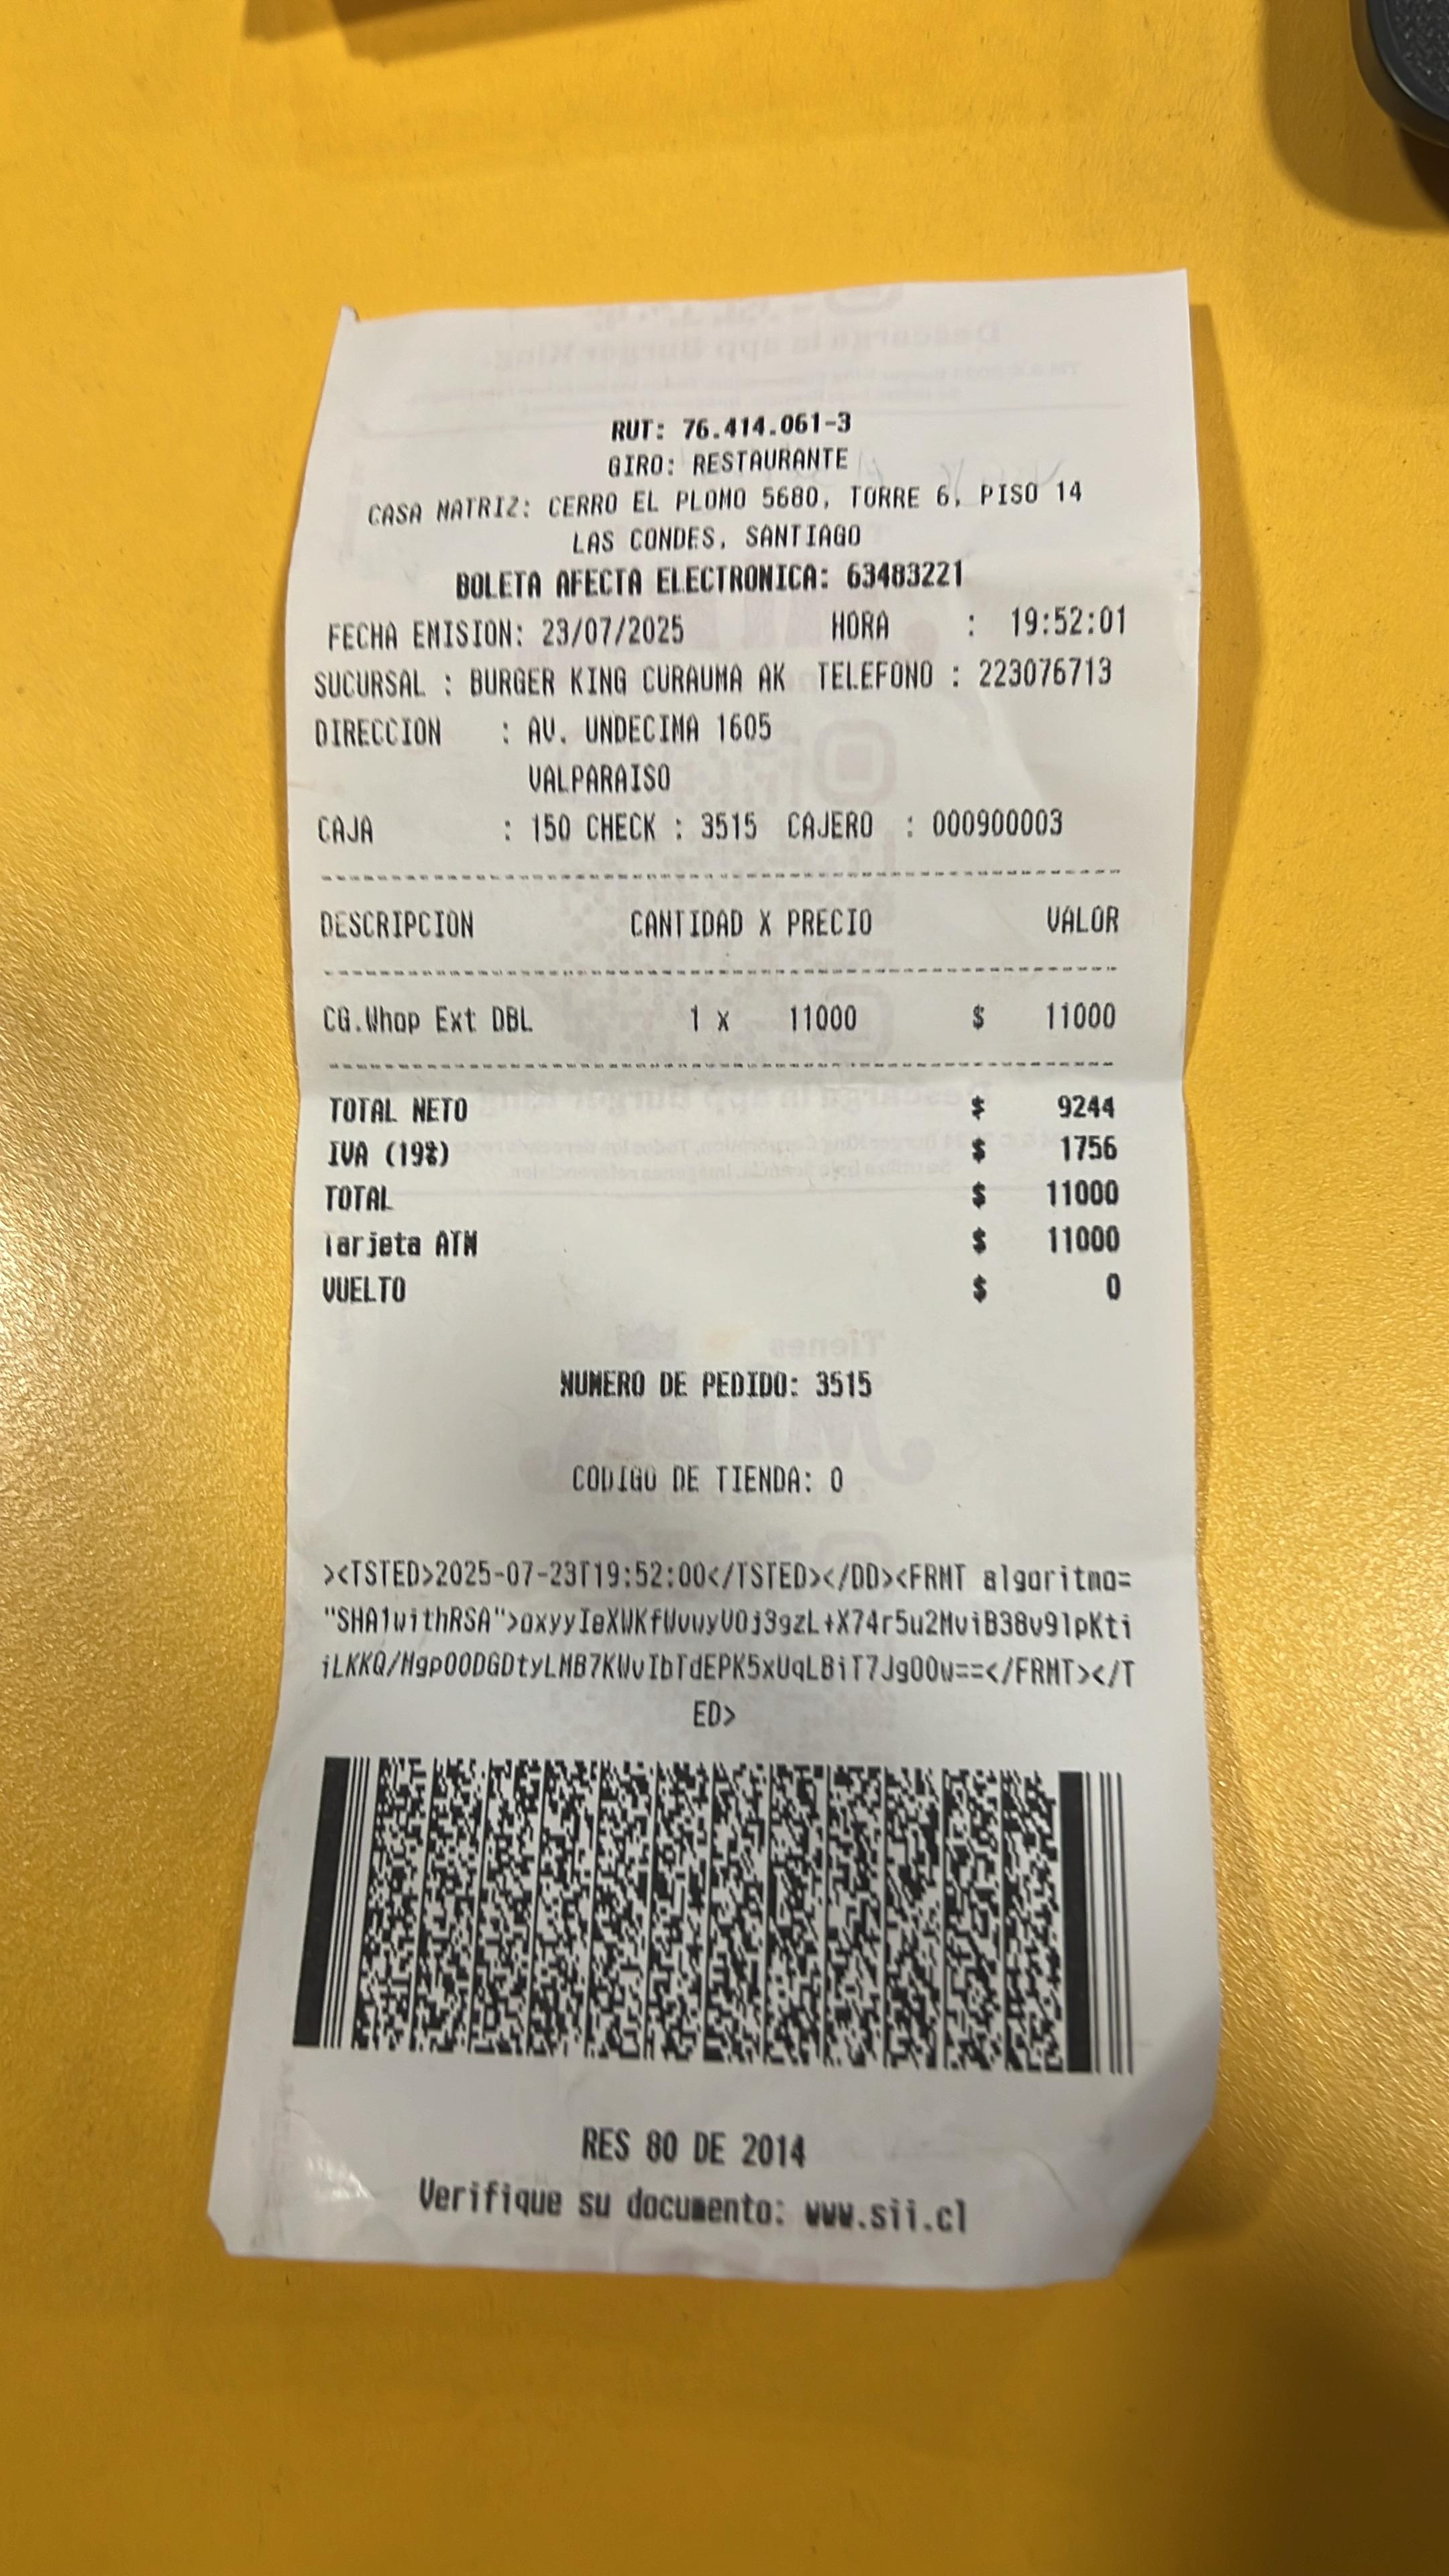 RUT: 76.414.061-3
GIRO: RESTAURANTE
CASA MATRIZ: CERRO EL PLOMO 5680, TORRE 6, PISO 14
LAS CONDES, SANTIAGO
BOLETA AFECTA ELECTRONICA: 63483221
FECHA EMISION: 23/07/2025 HORA : 19:52:01
SUCURSAL : BURGER KING CURAUMA AK TELEFONO : 223076713
DIRECCION : AV. UNDECIMA 1605
VALPARAISO
CAJA : 150 CHECK : 3515 CAJERO : 000900003
DESCRIPCION CANTIDAD X PRECIO VALOR
CG.Whop Ext DBL 1 x 11000 $ 11000
TOTAL NETO $ 9244
IVA (19%) $ 1756
TOTAL $ 11000
Tarjeta ATM $ 11000
VUELTO $ 0
NUMERO DE PEDIDO: 3515
CODIGO DE TIENDA: 0
><TSTED>2025-07-23T19:52:00</TSTED></DD><FRMT algoritmo=
"SHA1withRSA">
</FRMT></T
ED>
RES 80 DE 2014
Verifique su documento: www.sii.cl